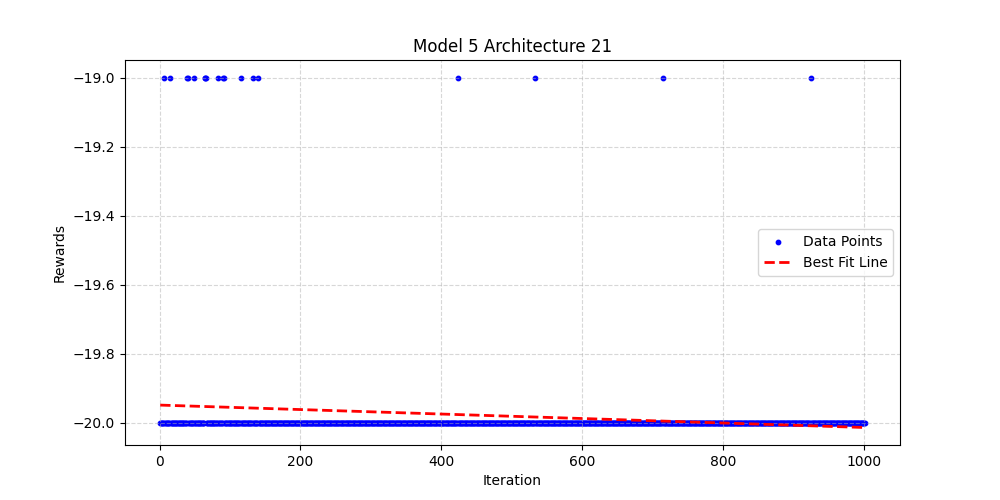 Model 5 Architecture 21
Rewards
−19.0
−19.2
−19.4
−19.6
−19.8
−20.0
Data Points
Best Fit Line
0
200
400
600
800
1000
Iteration